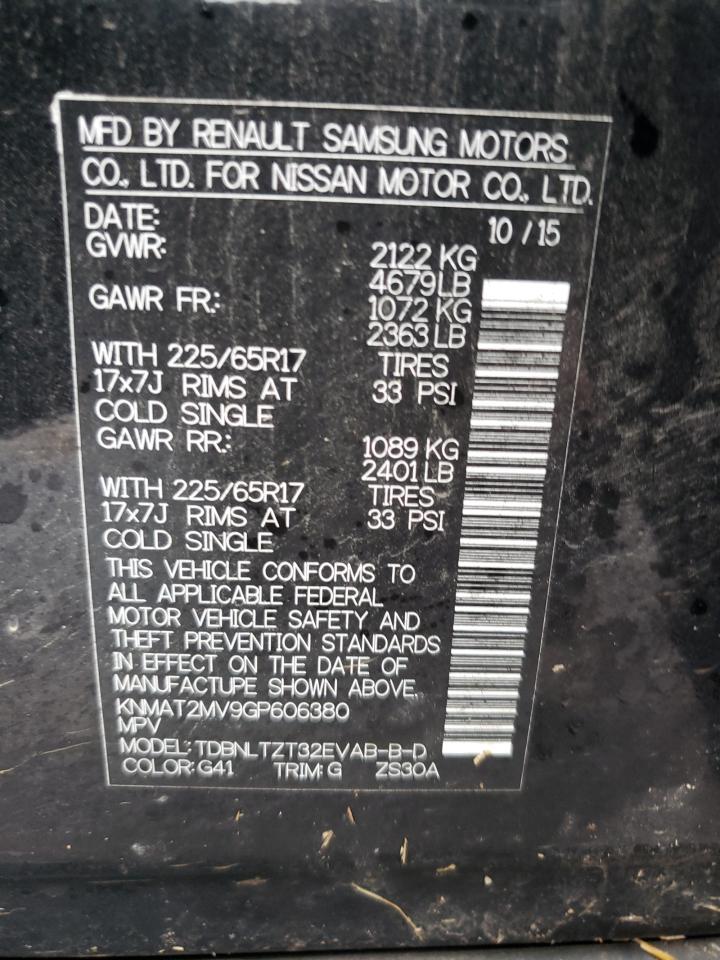 MFD BY RENAULT SAMSUNG MOTORS
CO., LTD. FOR NISSAN MOTOR CO., LTD.
DATE: 10 / 15
GVWR: 2122 KG
4679 LB
GAWR FR.: 1072 KG
2363 LB
WITH 225/65R17 TIRES
17x7J RIMS AT 33 PSI
COLD SINGLE
GAWR RR.: 1089 KG
2401 LB
WITH 225/65R17 TIRES
17x7J RIMS AT 33 PSI
COLD SINGLE
THIS VEHICLE CONFORMS TO
ALL APPLICABLE FEDERAL
MOTOR VEHICLE SAFETY AND
THEFT PREVENTION STANDARDS
IN EFFECT ON THE DATE OF
MANUFACTURE SHOWN ABOVE.
KNMAT2MV9GP606380
MPV
MODEL: TDBNLTZT32EVAB-B-D
COLOR: G41 TRIM: G ZS30A